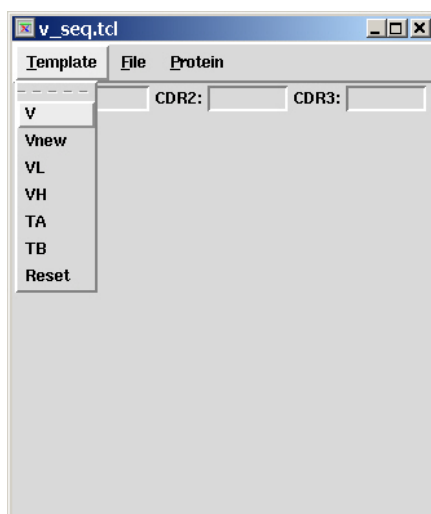 v_seq.tcl
Template File Protein
CDR2: CDR3:
V
Vnew
VL
VH
TA
TB
Reset